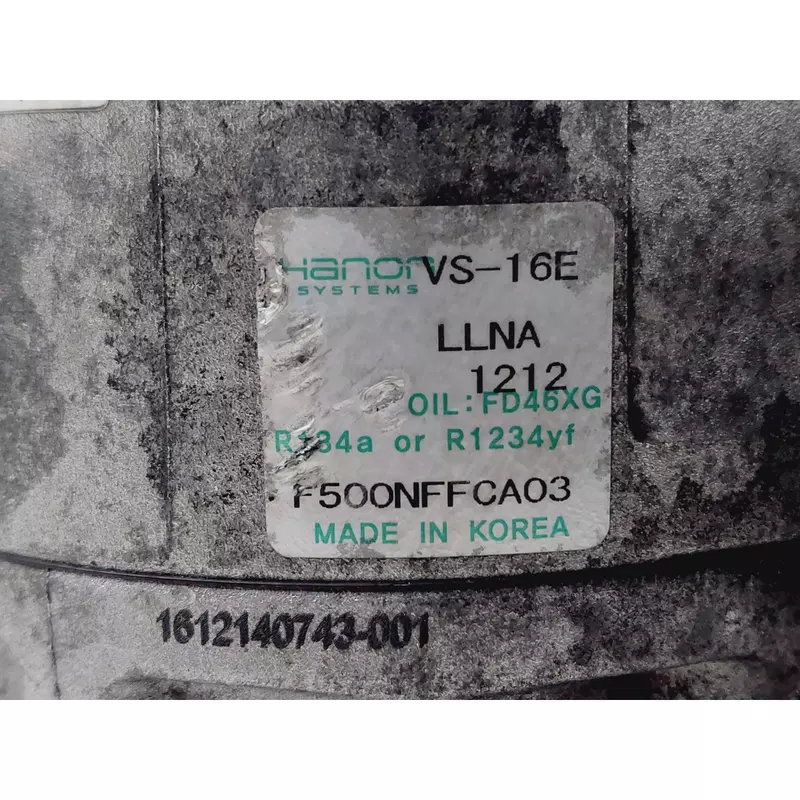 Hanon VS-16E
SYSTEMS
LLNA
1212
OIL: FD46XG
R134a or R1234yf
F500NFFCA03
MADE IN KOREA
1612140743-001